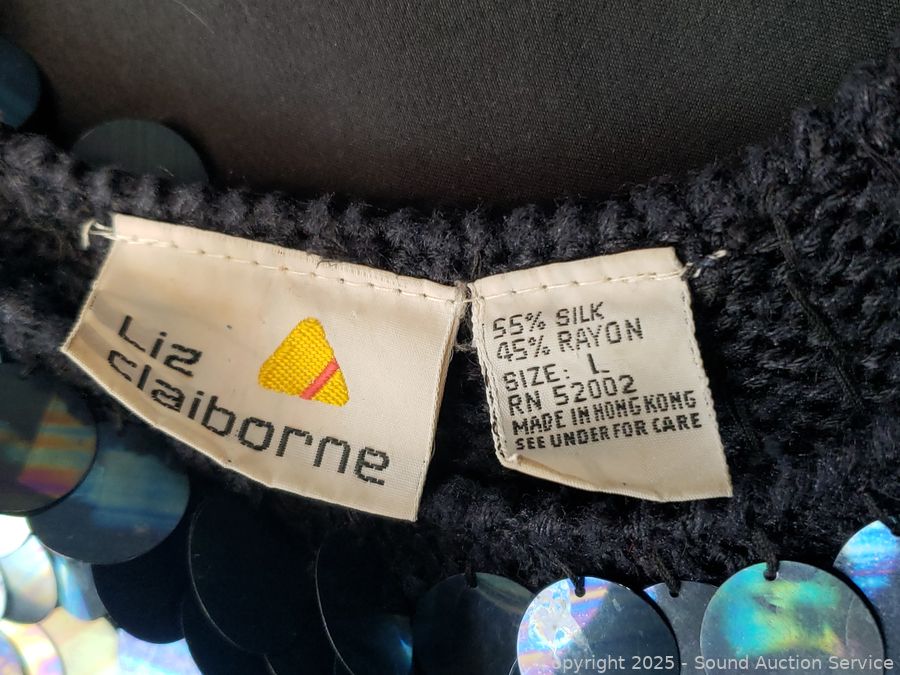 Liz
claiborne
55% SILK
45% RAYON
SIZE: L
RN 52002
MADE IN HONG KONG
SEE UNDER FOR CARE
opyright 2025 - Sound Auction Service